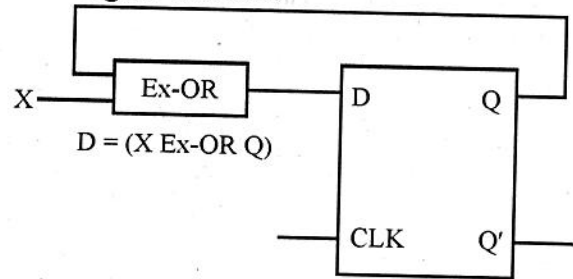 Ex-OR
X
D
Q
D = (X Ex-OR Q)
CLK
Q'